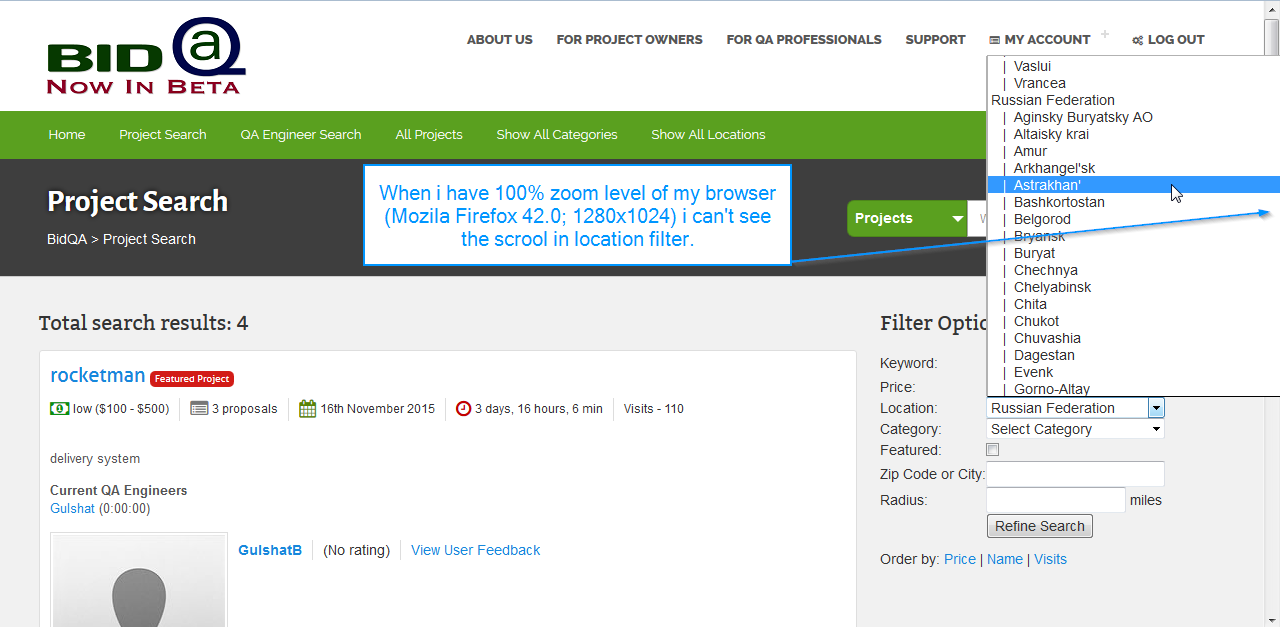 BID a
NOW IN BETA
ABOUT US FOR PROJECT OWNERS FOR QA PROFESSIONALS SUPPORT MY ACCOUNT + LOG OUT
Home Project Search QA Engineer Search All Projects Show All Categories Show All Locations
Project Search
BidQA > Project Search
When i have 100% zoom level of my browser
(Mozila Firefox 42.0; 1280x1024) i can't see
the scrool in location filter.
Projects
| Vaslui
| Vrancea
Russian Federation
| Aginsky Buryatsky AO
| Altaisky krai
| Amur
| Arkhangel'sk
| Astrakhan'
| Bashkortostan
| Belgorod
| Bryansk
| Buryat
| Chechnya
| Chelyabinsk
| Chita
| Chukot
| Chuvashia
| Dagestan
| Evenk
| Gorno-Altay
Total search results: 4
rocketman Featured Project
low ($100 - $500) 3 proposals 16th November 2015 3 days, 16 hours, 6 min Visits - 110
delivery system
Current QA Engineers
Gulshat (0:00:00)
GulshatB (No rating) View User Feedback
Filter Optio
Keyword:
Price:
Location: Russian Federation
Category: Select Category
Featured:
Zip Code or City:
Radius: miles
Refine Search
Order by: Price | Name | Visits